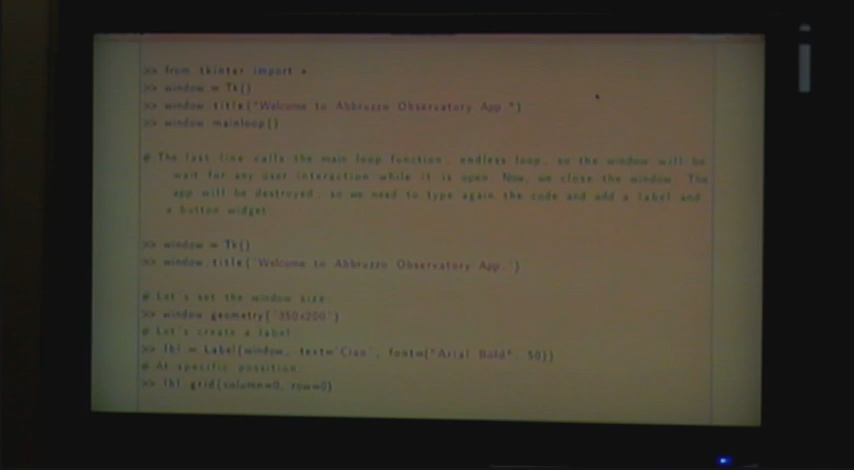 >> from tkinter import *
>> window = Tk()
>> window.title("Welcome to Abbruzzo Observatory App.")
>> window.mainloop()
# The last line calls the main loop function, endless loop, so the window will be
wait for any user interaction while it is open. Now, we close the window. The
app will be destroyed, so we need to type again the code and add a label and
a button widget.
>> window = Tk()
>> window.title('Welcome to Abbruzzo Observatory App.')
# Let's set the window size:
>> window.geometry('350x200')
# Let's create a label:
>> lbl = Label(window, text='Ciao', font=("Arial Bold", 50))
# At specific possition:
>> lbl.grid(column=0, row=0)